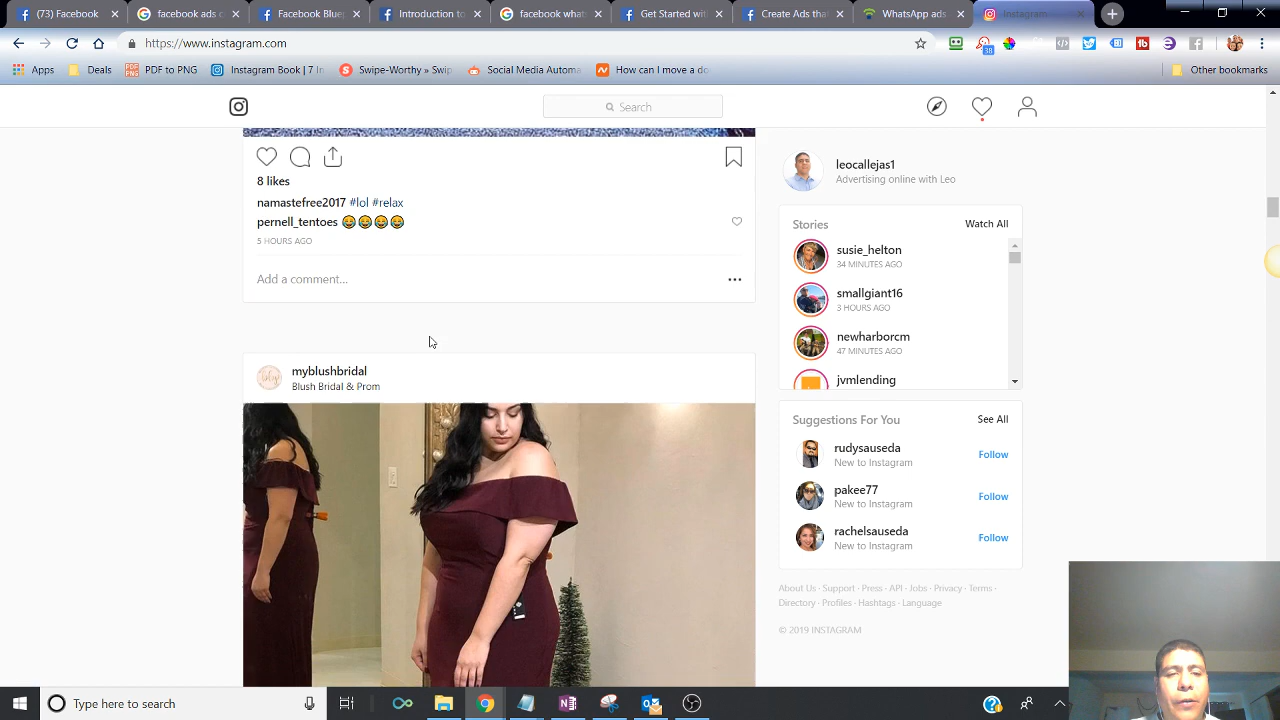 (73) Facebook
facebook ads c
Facebook Bluep
Introduction to
facebook what
Get Started with
Create Ads tha
WhatsApp ads
Instagram
https://www.instagram.com
38
Apps
Deals
PDF to PNG
Instagram Book | 7 In
Swipe-Worthy » Swip
Social Media Automa
How can I move a do
Other bookmarks
Search
8 likes
namastefree2017 #lol #relax
pernell_tentoes 😂😂😂😂
5 HOURS AGO
Add a comment...
myblushbridal
Blush Bridal & Prom
leocallejas1
Advertising online with Leo
Stories
Watch All
susie_helton
34 MINUTES AGO
smallgiant16
3 HOURS AGO
newharborcm
47 MINUTES AGO
jvmlending
Suggestions For You
See All
rudysauseda
New to Instagram
Follow
pakee77
New to Instagram
Follow
rachelsauseda
New to Instagram
Follow
About Us · Support · Press · API · Jobs · Privacy · Terms ·
Directory · Profiles · Hashtags · Language
© 2019 INSTAGRAM
Type here to search